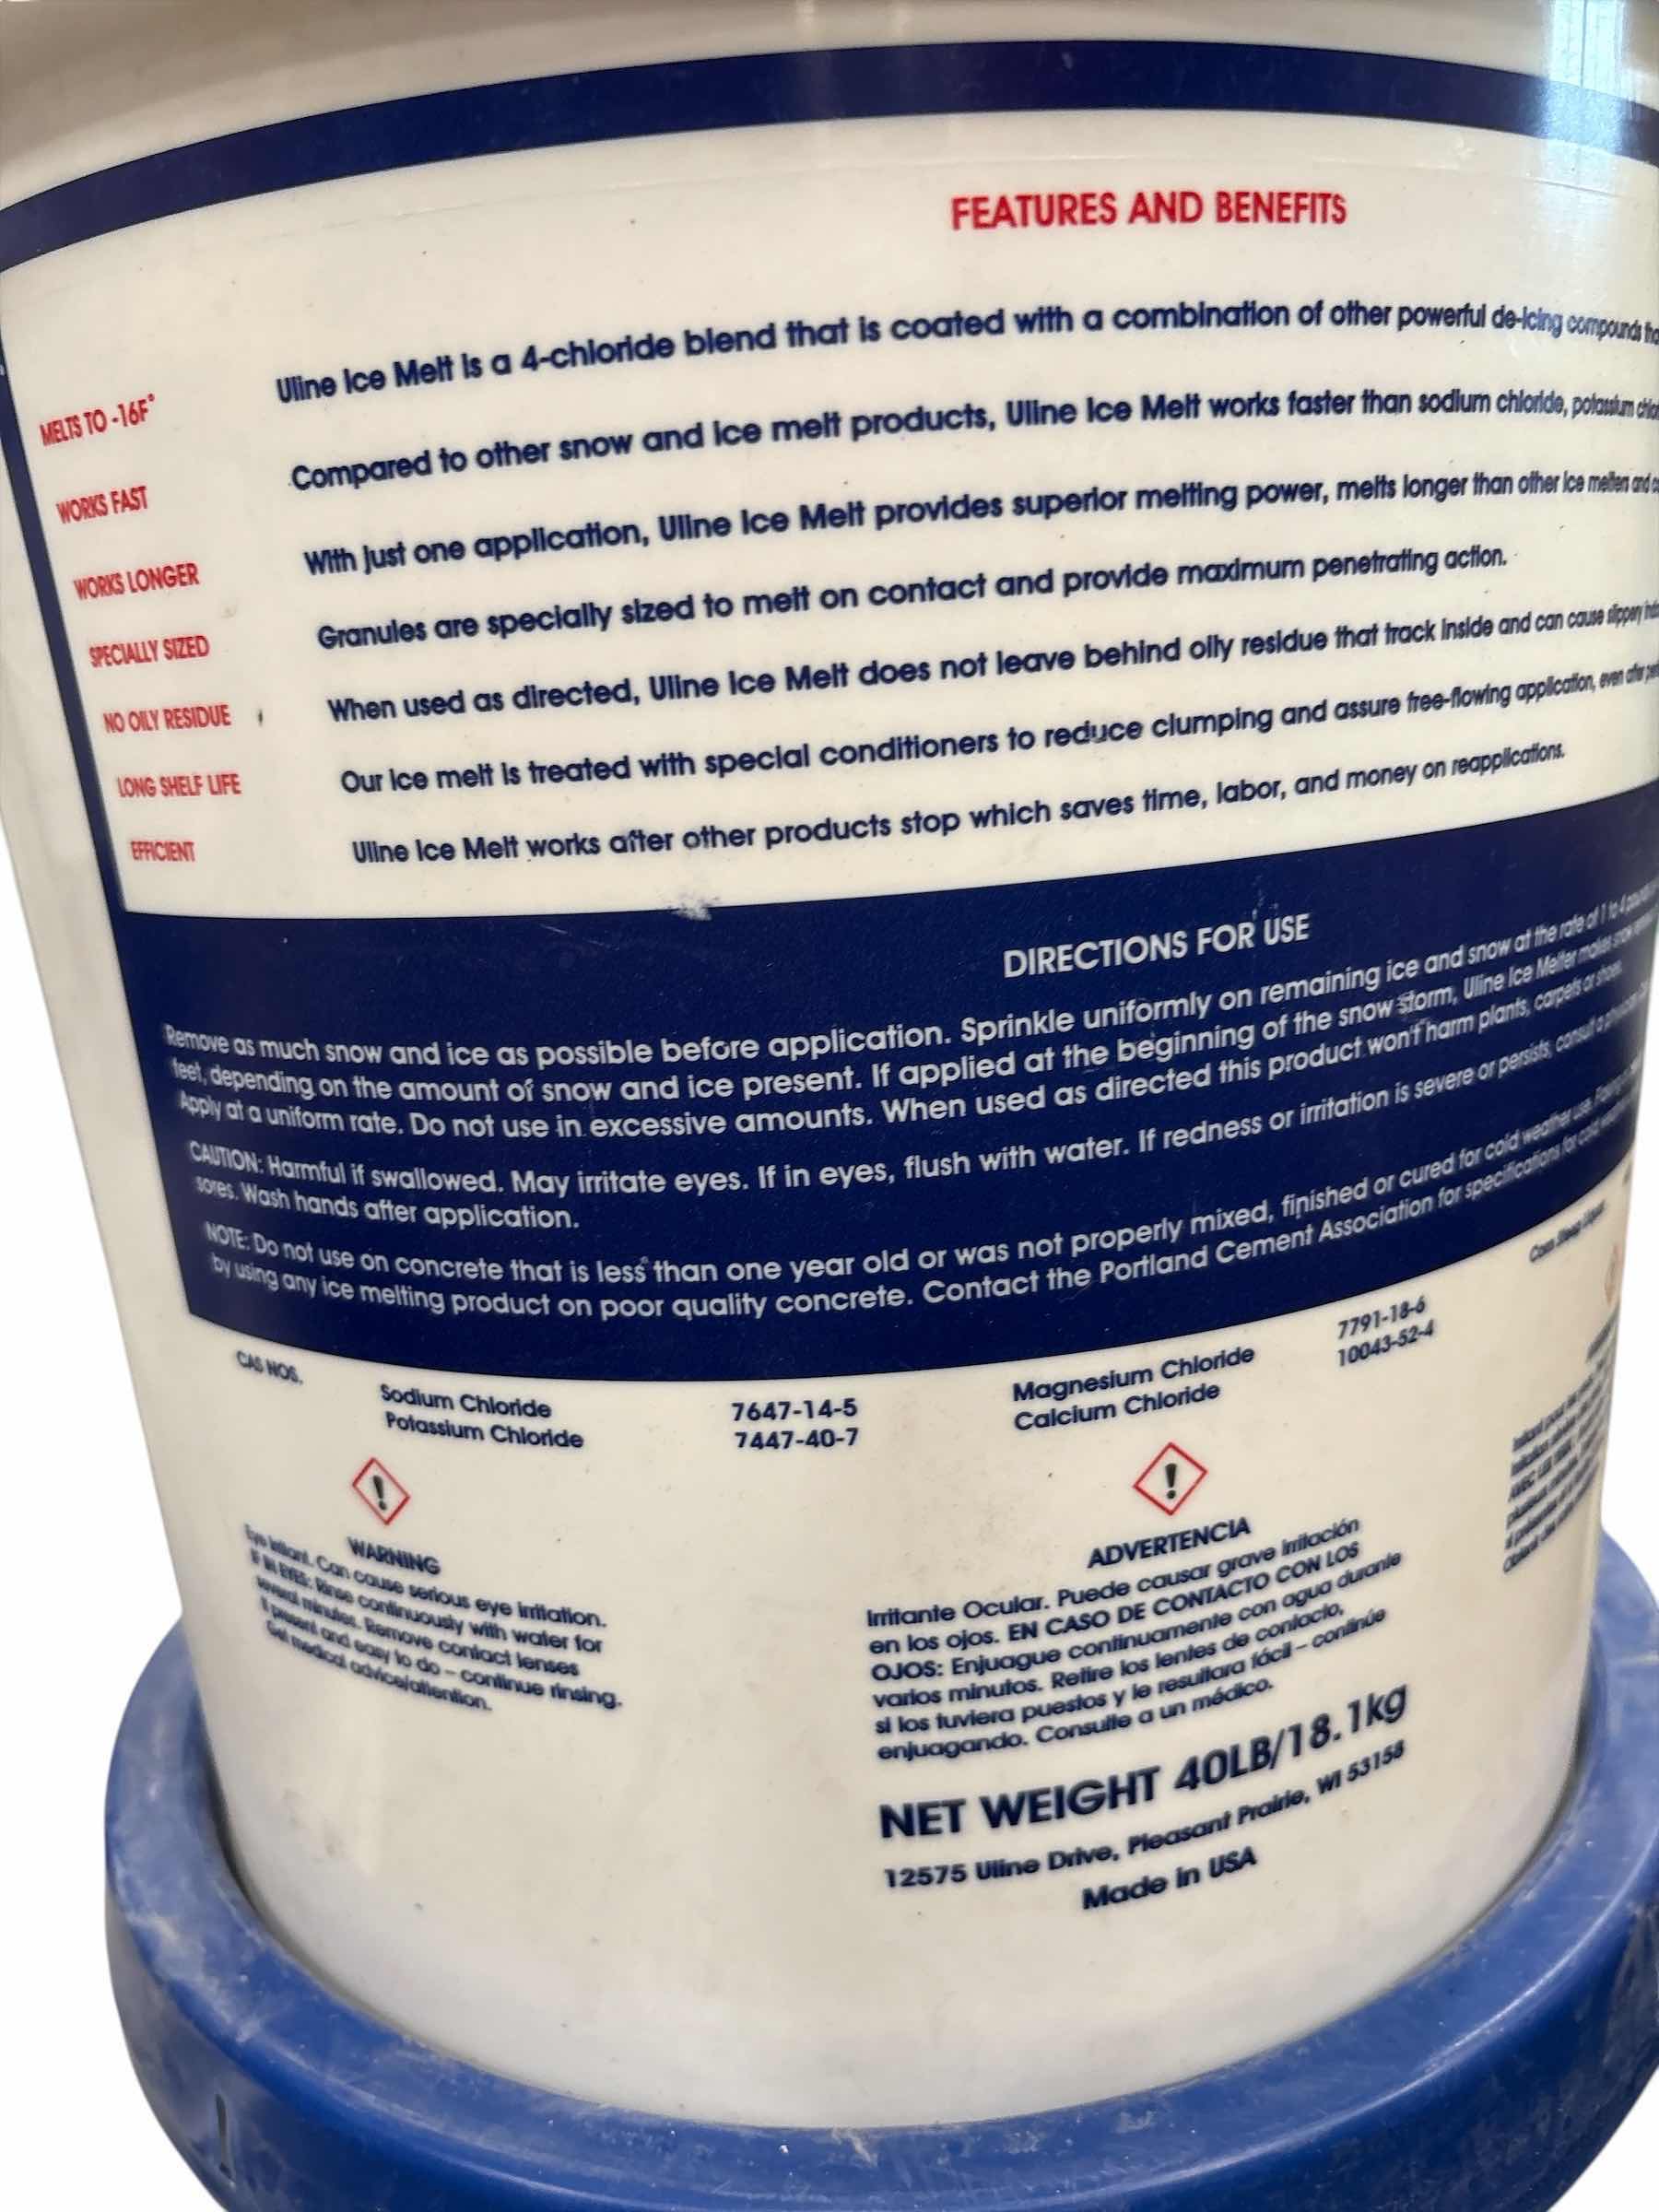 FEATURES AND BENEFITS
MELTS TO -16F° Uline Ice Melt is a 4-chloride blend that is coated with a combination of other powerful de-icing compounds
WORKS FAST Compared to other snow and ice melt products, Uline Ice Melt works faster than sodium chloride, potassium
WORKS LONGER With just one application, Uline Ice Melt provides superior melting power, melts longer than other ice melters and
SPECIALLY SIZED Granules are specially sized to melt on contact and provide maximum penetrating action.
NO OILY RESIDUE When used as directed, Uline Ice Melt does not leave behind oily residue that track inside and can cause slippery
LONG SHELF LIFE Our ice melt is treated with special conditioners to reduce clumping and assure free-flowing application, even after
EFFICIENT Uline Ice Melt works after other products stop which saves time, labor, and money on reapplications.
DIRECTIONS FOR USE
Remove as much snow and ice as possible before application. Sprinkle uniformly on remaining ice and snow at the rate of 1 to 4
feet, depending on the amount of snow and ice present. If applied at the beginning of the snow storm, Uline Ice Melter makes snow
Apply at a uniform rate. Do not use in excessive amounts. When used as directed this product won't harm plants, carpets or shoes.
CAUTION: Harmful if swallowed. May irritate eyes. If in eyes, flush with water. If redness or irritation is severe or persists, consult a
sores. Wash hands after application.
NOTE: Do not use on concrete that is less than one year old or was not properly mixed, finished or cured for cold weather use.
by using any ice melting product on poor quality concrete. Contact the Portland Cement Association for specifications for cold
CAS NOS.
Sodium Chloride 7647-14-5 Magnesium Chloride 7791-18-6
Potassium Chloride 7447-40-7 Calcium Chloride 10043-52-4
Corn Steep
WARNING
Eye Irritant. Can cause serious eye irritation.
IF IN EYES: Rinse continuously with water for
several minutes. Remove contact lenses
if present and easy to do – continue rinsing.
Get medical advice/attention.
ADVERTENCIA
Irritante Ocular. Puede causar grave irritación
en los ojos. EN CASO DE CONTACTO CON LOS
OJOS: Enjuague continuamente con agua durante
varios minutos. Retire los lentes de contacto,
si los tuviera puestos y le resultara fácil – continúe
enjuagando. Consulte a un médico.
NET WEIGHT 40LB/18.1kg
12575 Uline Drive, Pleasant Prairie, WI 53158
Made in USA